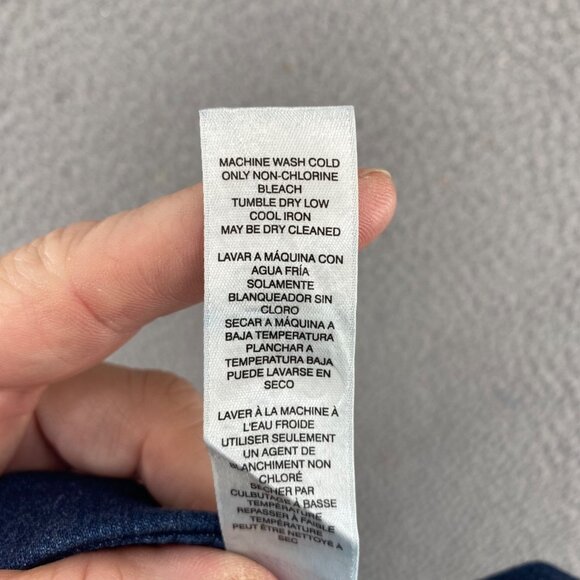 MACHINE WASH COLD
ONLY NON-CHLORINE
BLEACH
TUMBLE DRY LOW
COOL IRON
MAY BE DRY CLEANED
LAVAR A MÁQUINA CON
AGUA FRÍA
SOLAMENTE
BLANQUEADOR SIN
CLORO
SECAR A MÁQUINA A
BAJA TEMPERATURA
PLANCHAR A
TEMPERATURA BAJA
PUEDE LAVARSE EN
SECO
LAVER À LA MACHINE À
L'EAU FROIDE
UTILISER SEULEMENT
UN AGENT DE
BLANCHIMENT NON
CHLORÉ
SÉCHER PAR
CULBUTAGE À BASSE
TEMPÉRATURE
REPASSER À FAIBLE
TEMPÉRATURE
PEUT ÊTRE NETTOYÉ À
SEC